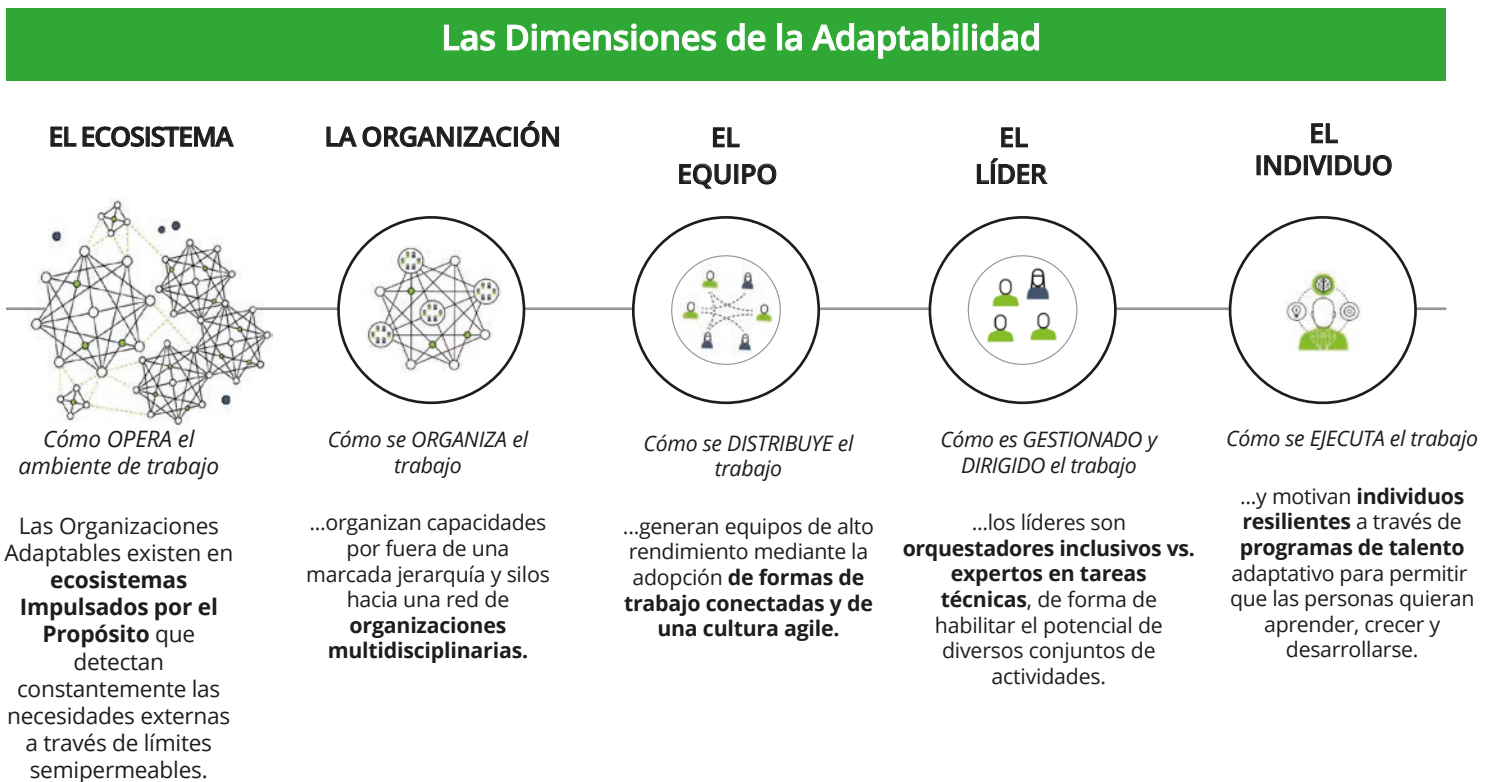 Las Dimensiones de la Adaptabilidad
EL ECOSISTEMA
Cómo OPERA el
ambiente de trabajo
Las Organizaciones
Adaptables existen en
ecosistemas
Impulsados por el
Propósito que
detectan
constantemente las
necesidades externas
a través de límites
semipermeables.
LA ORGANIZACIÓN
Cómo se ORGANIZA el
trabajo
...organizan capacidades
por fuera de una
marcada jerarquía y silos
hacia una red de
organizaciones
multidisciplinarias.
EL
EQUIPO
Cómo se DISTRIBUYE el
trabajo
...generan equipos de alto
rendimiento mediante la
adopción de formas de
trabajo conectadas y de
una cultura agile.
EL
LÍDER
Cómo es GESTIONADO y
DIRIGIDO el trabajo
...los líderes son
orquestadores inclusivos vs.
expertos en tareas
técnicas, de forma de
habilitar el potencial de
diversos conjuntos de
actividades.
EL
INDIVIDUO
Cómo se EJECUTA el trabajo
...y motivan individuos
resilientes a través de
programas de talento
adaptativo para permitir
que las personas quieran
aprender, crecer y
desarrollarse.